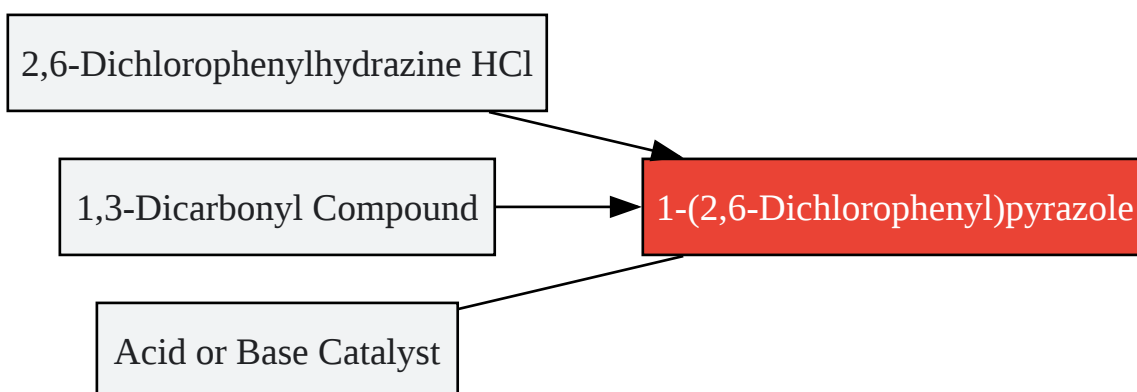 2,6-Dichlorophenylhydrazine HCl
1,3-Dicarbonyl Compound
1-(2,6-Dichlorophenyl)pyrazole
Acid or Base Catalyst